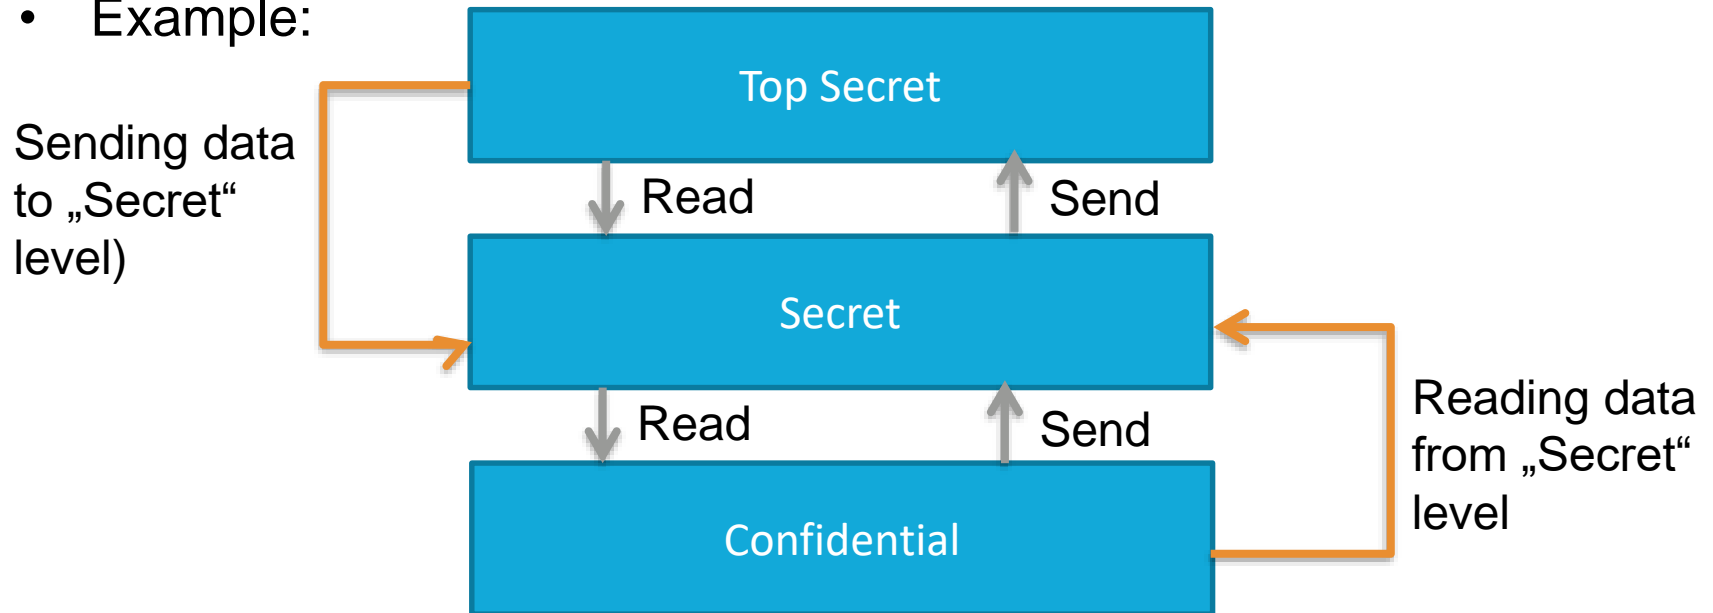 • Example:
Top Secret
Sending data
to „Secret“
level)
Read
Send
Secret
Read
Send
Reading data
from „Secret“
level
Confidential